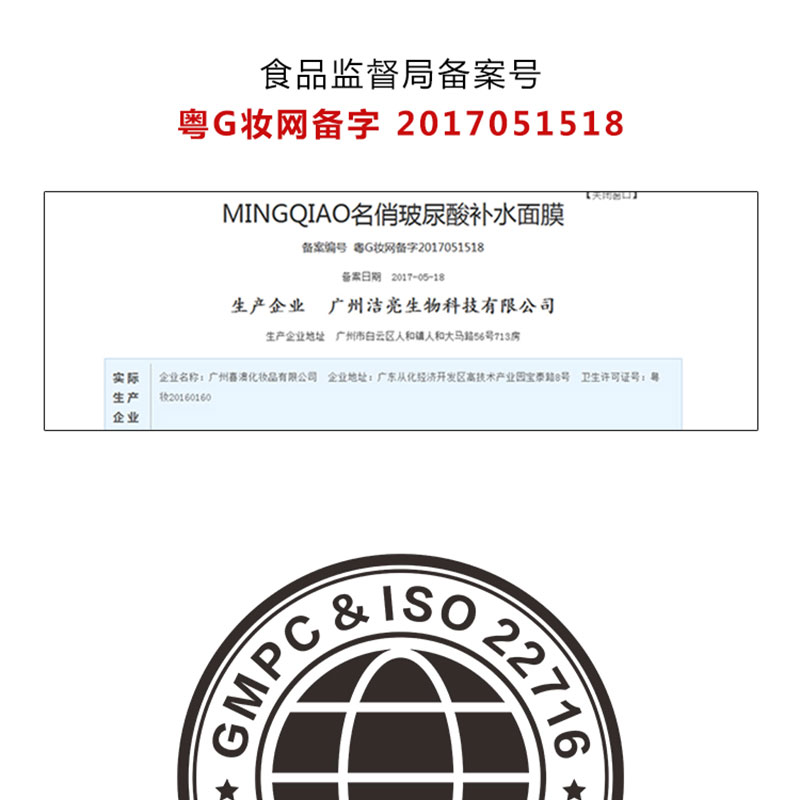 食品监督局备案号
粤G妆网备字 2017051518
【关闭窗口】
MINGQIAO名俏玻尿酸补水面膜
备案编号 粤G妆网备字2017051518
备案日期 2017-05-18
生产企业 广州洁亮生物科技有限公司
生产企业地址 广州市白云区人和镇人和大马路56号713房
实际生产企业
企业名称：广州喜澳化妆品有限公司 企业地址：广东从化经济开发区高技术产业园宝泰路8号 卫生许可证号：粤
妆20160160
GMPC & ISO 22716